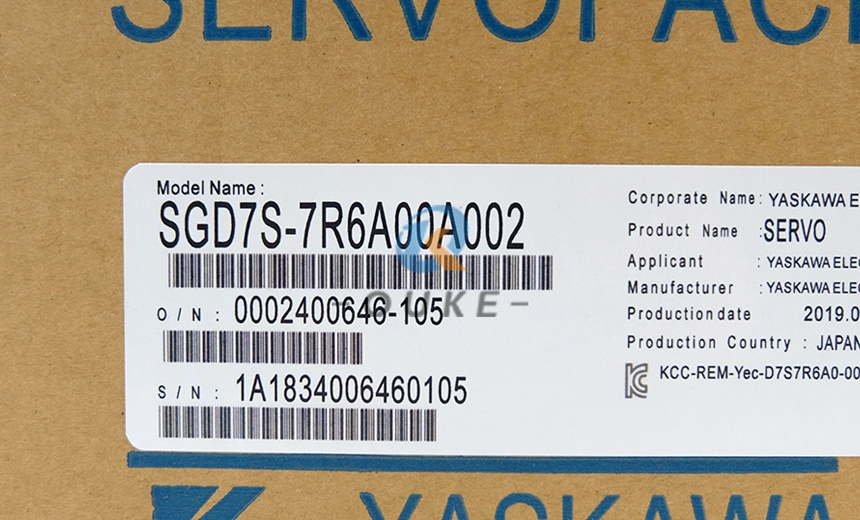 SERVOPACK
Model Name :
SGD7S-7R6A00A002
O / N : 0002400646-105
S / N : 1A1834006460105
Corporate Name : YASKAWA E
Product Name : SERVO
Applicant : YASKAWA ELEC
Manufacturer : YASKAWA ELEC
Production date 2019.0
Production Country : JAPAN
KCC-REM-Yec-D7S7R6A0-00
-OUKE-
YASKAWA